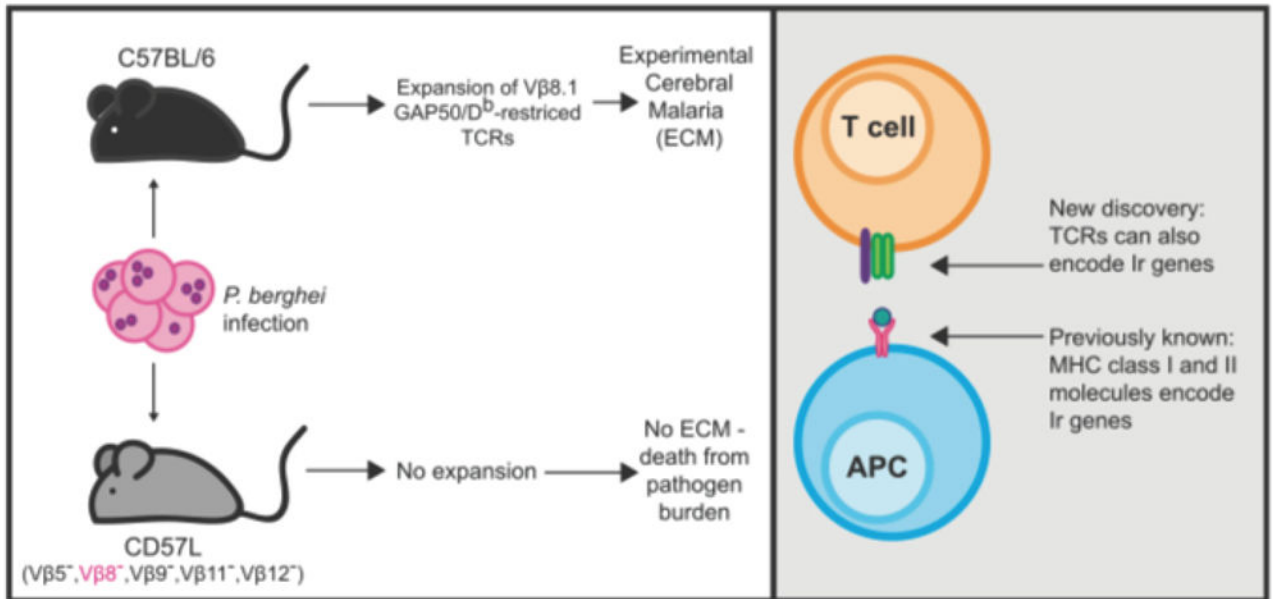 C57BL/6
Expansion of Vβ8.1
GAP50/Dᵇ-restriced
TCRs
Experimental
Cerebral
Malaria
(ECM)
P. berghei
infection
No expansion
No ECM -
death from
pathogen
burden
CD57L
(Vβ5⁻,Vβ8⁻,Vβ9⁻,Vβ11⁻,Vβ12⁻)
T cell
New discovery:
TCRs can also
encode Ir genes
Previously known:
MHC class I and II
molecules encode
Ir genes
APC